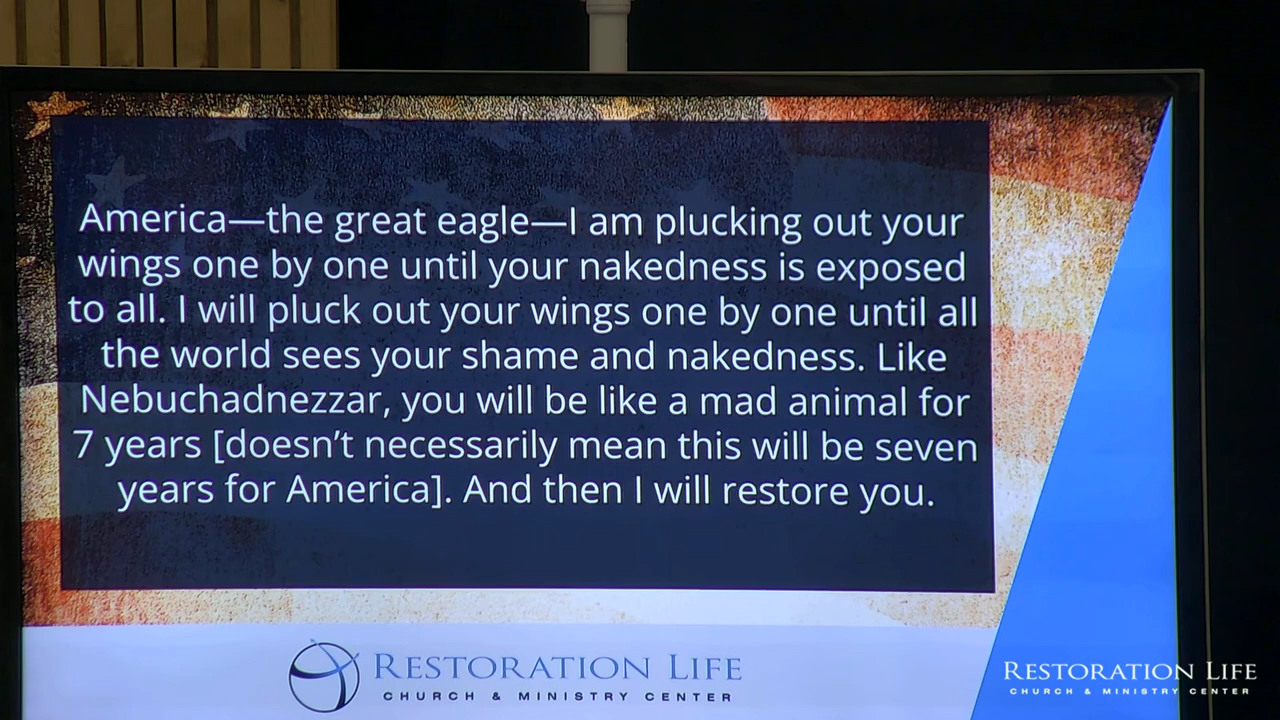 America—the great eagle—I am plucking out your
wings one by one until your nakedness is exposed
to all. I will pluck out your wings one by one until all
the world sees your shame and nakedness. Like
Nebuchadnezzar, you will be like a mad animal for
7 years [doesn’t necessarily mean this will be seven
years for America]. And then I will restore you.
RESTORATION LIFE
CHURCH & MINISTRY CENTER
RESTORATION LIFE
CHURCH & MINISTRY CENTER